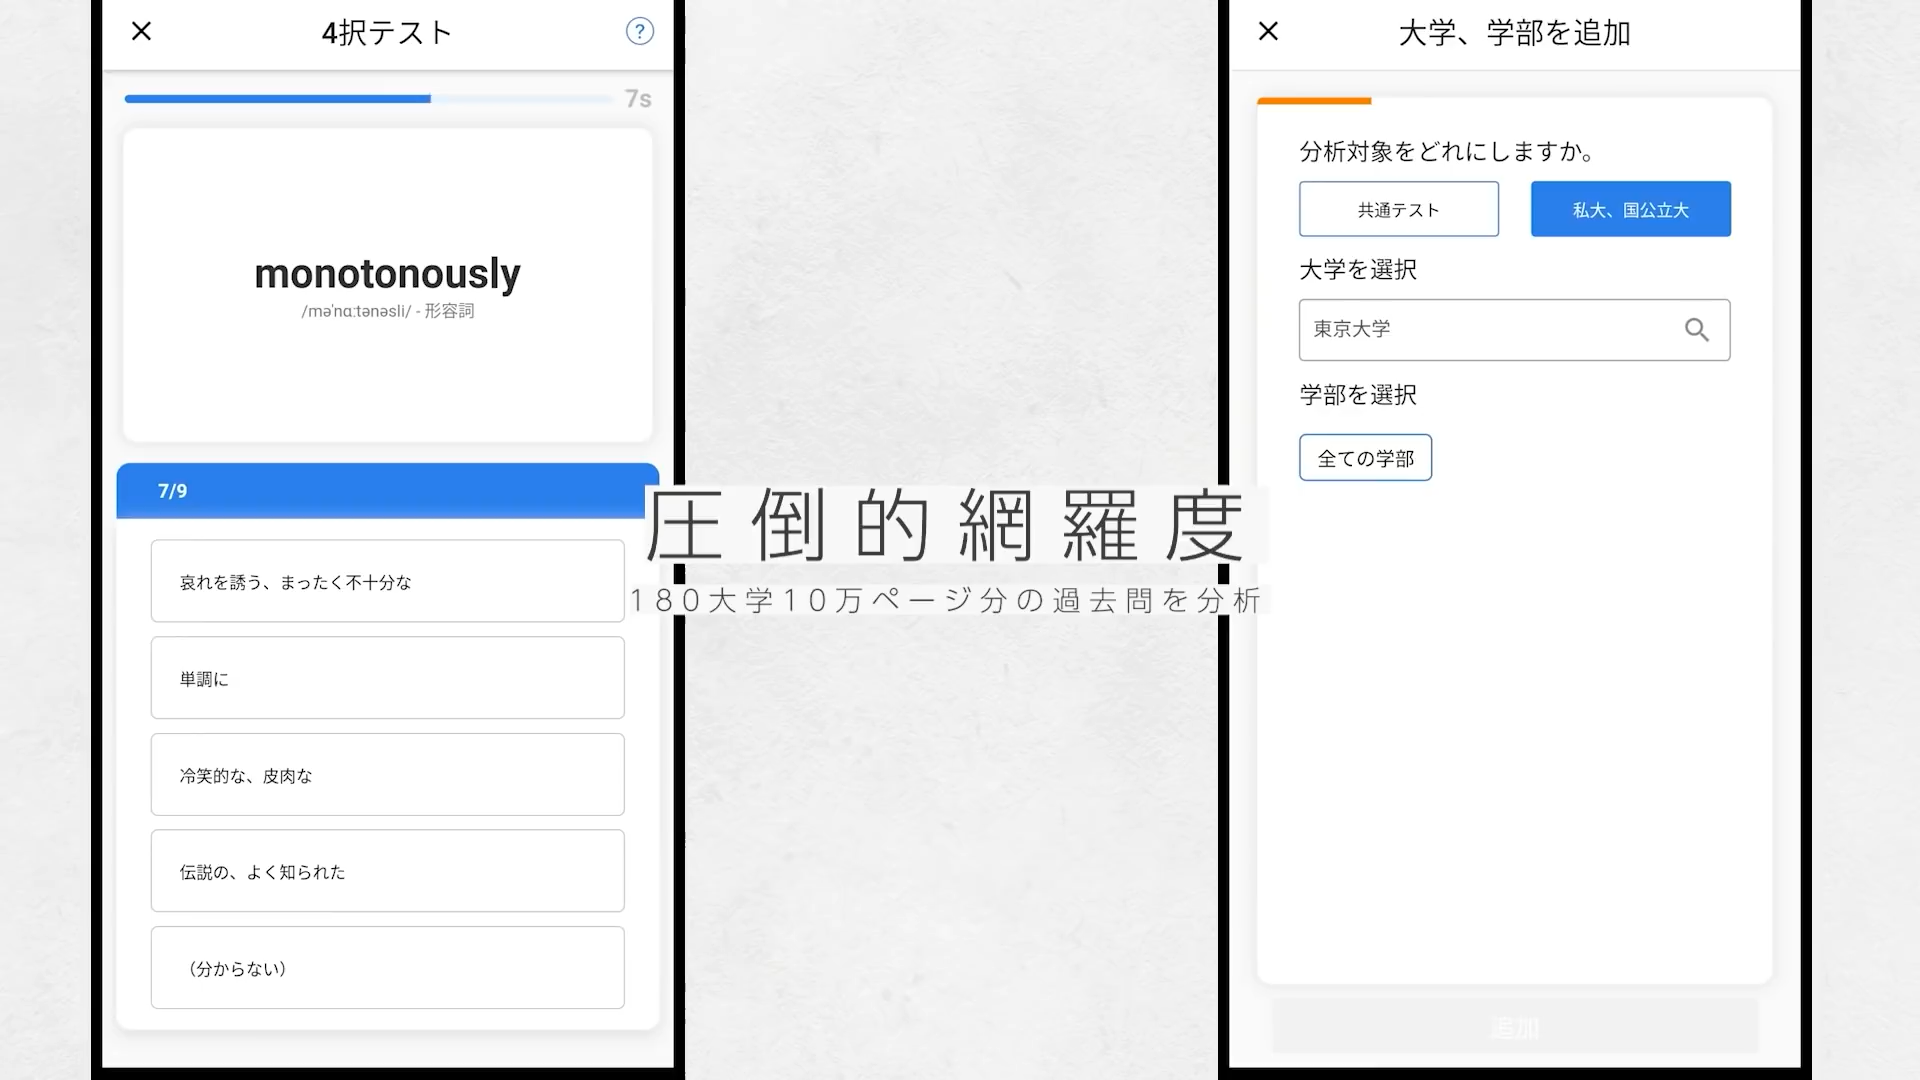 4択テスト
?
7s
monotonously
/məˈnɑːtənəsli/ - 形容詞
7/9
哀れを誘う、まったく不十分な
単調に
冷笑的な、皮肉な
伝説の、よく知られた
（分からない）
圧倒的網羅度
180大学10万ページ分の過去問を分析
大学、学部を追加
分析対象をどれにしますか。
共通テスト
私大、国公立大
大学を選択
東京大学
学部を選択
全ての学部
追加